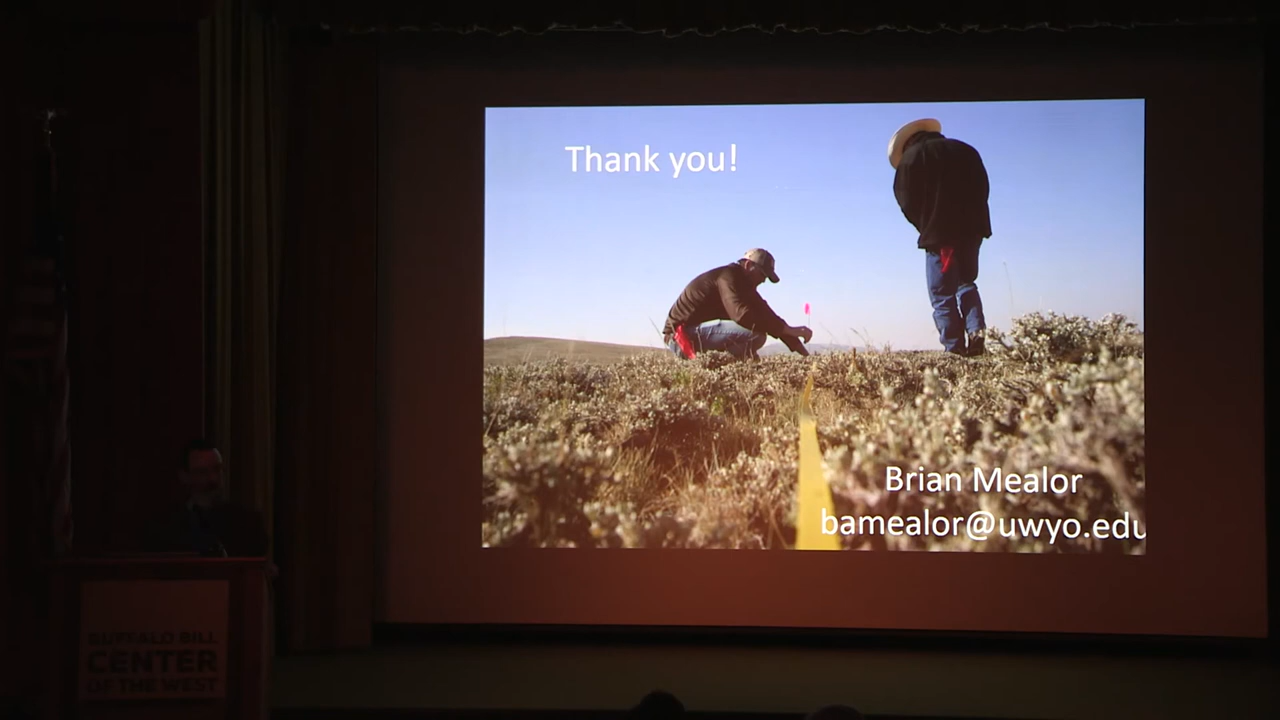 Thank you!
Brian Mealor
bamealor@uwyo.edu
BUFFALO BILL
CENTER
OF THE WEST